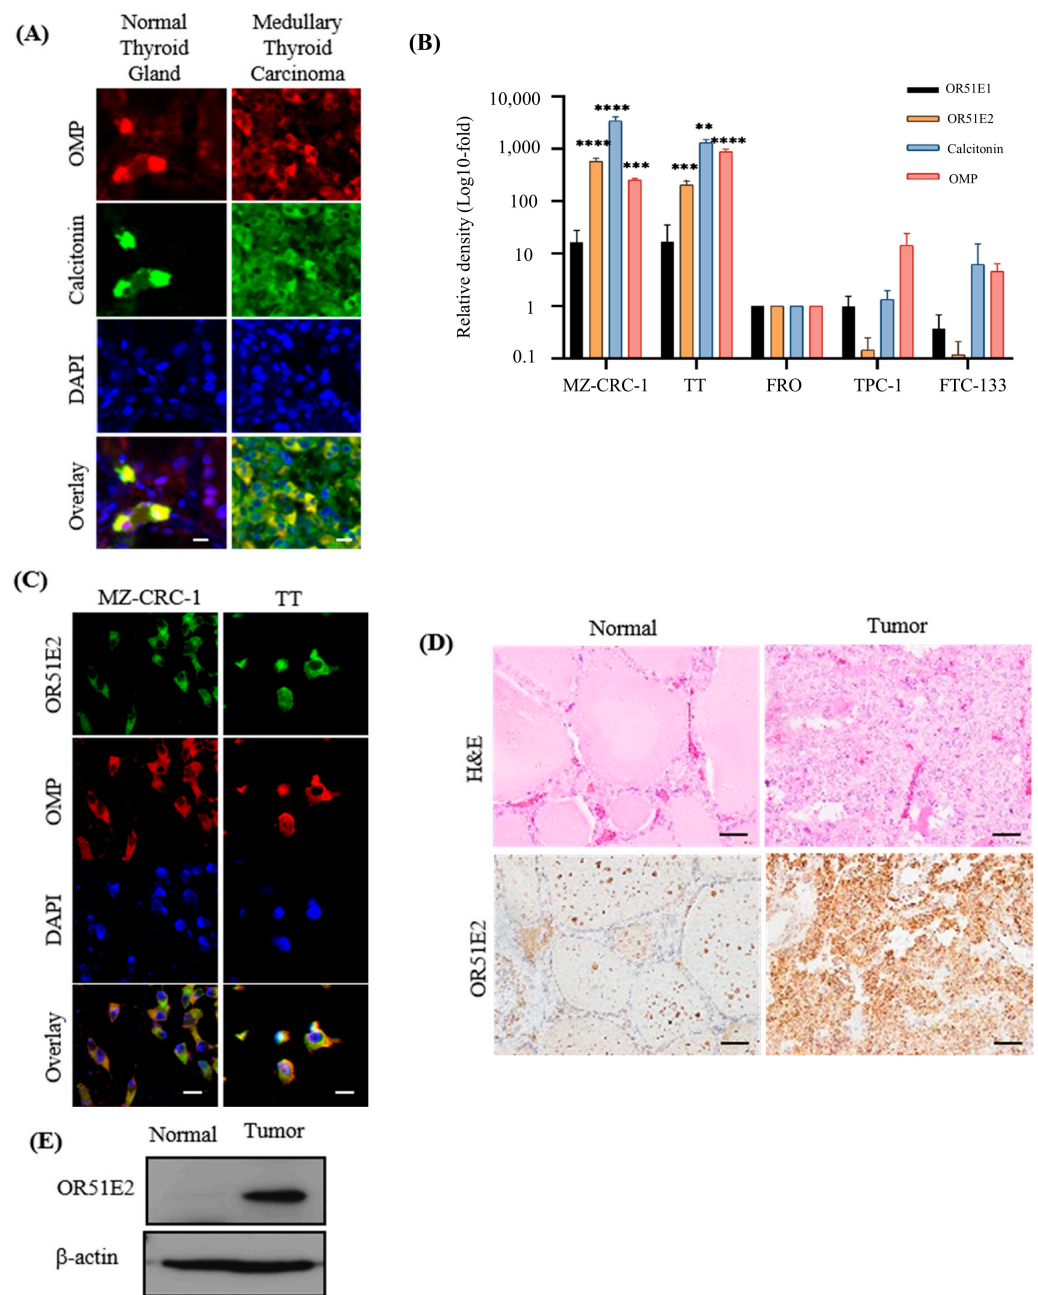 (A)
Normal
Thyroid
Gland
Medullary
Thyroid
Carcinoma
OMP
Calcitonin
DAPI
Overlay
(B)
Relative density (Log10-fold)
10,000
1,000
100
10
1
0.1
****
****
***
***
**
****
MZ-CRC-1
TT
FRO
TPC-1
FTC-133
OR51E1
OR51E2
Calcitonin
OMP
(C)
MZ-CRC-1
TT
OR51E2
OMP
DAPI
Overlay
(D)
Normal
Tumor
H&E
OR51E2
(E)
Normal
Tumor
OR51E2
β-actin